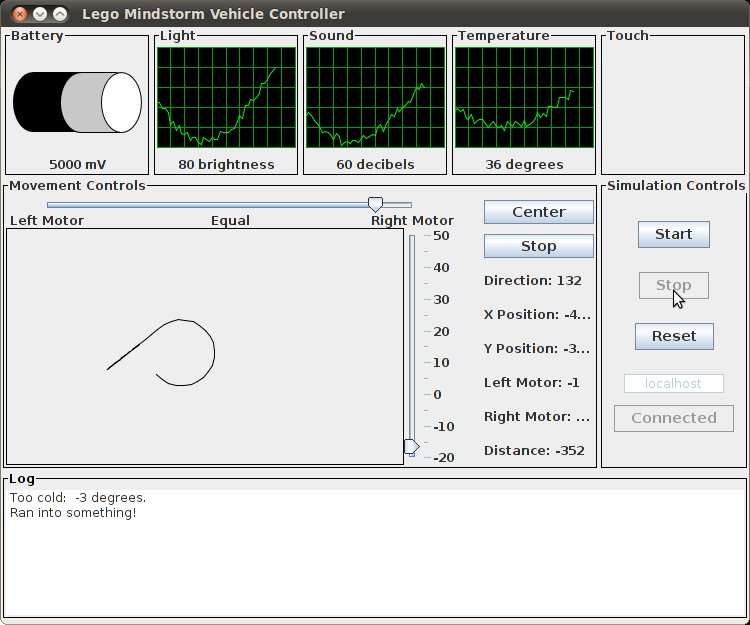 Lego Mindstorm Vehicle Controller
Battery
Light
Sound
Temperature
Touch
5000 mV
80 brightness
60 decibels
36 degrees
Movement Controls
Simulation Controls
Left Motor
Equal
Right Motor
Center
Stop
Direction: 132
X Position: -4...
Y Position: -3...
Left Motor: -1
Right Motor: ...
Distance: -352
50
40
30
20
10
0
-10
-20
Start
Stop
Reset
localhost
Connected
Log
Too cold:  -3 degrees.
Ran into something!